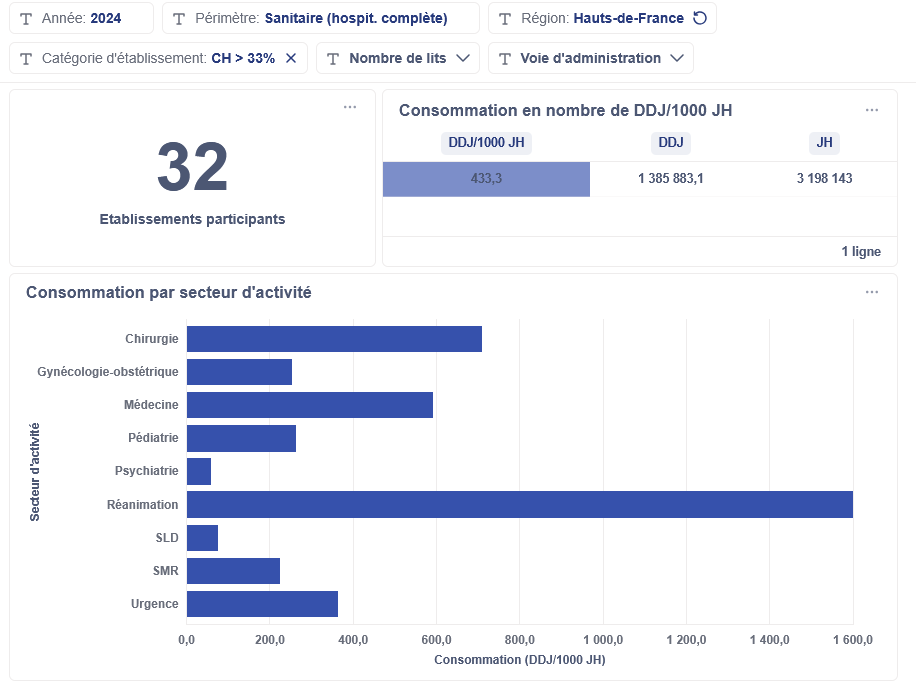 Année: 2024
Périmètre: Sanitaire (hospit. complète)
Région: Hauts-de-France
Catégorie d'établissement: CH > 33%
Nombre de lits
Voie d'administration
32
Etablissements participants
Consommation en nombre de DDJ/1000 JH
DDJ/1000 JH DDJ JH
433,3 1 385 883,1 3 198 143
1 ligne
Consommation par secteur d'activité
Secteur d'activité
Chirurgie
Gynécologie-obstétrique
Médecine
Pédiatrie
Psychiatrie
Réanimation
SLD
SMR
Urgence
0,0 200,0 400,0 600,0 800,0 1 000,0 1 200,0 1 400,0 1 600,0
Consommation (DDJ/1000 JH)